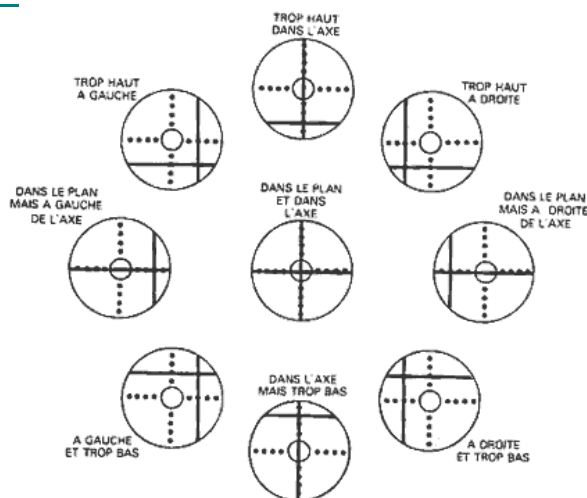 TROP HAUT
DANS L'AXE
TROP HAUT
A GAUCHE
TROP HAUT
A DROITE
DANS LE PLAN
MAIS A GAUCHE
DE L'AXE
DANS LE PLAN
ET DANS
L'AXE
DANS LE PLAN
MAIS A DROITE
DE L'AXE
A GAUCHE
ET TROP BAS
DANS L'AXE
MAIS TROP BAS
A DROITE
ET TROP BAS